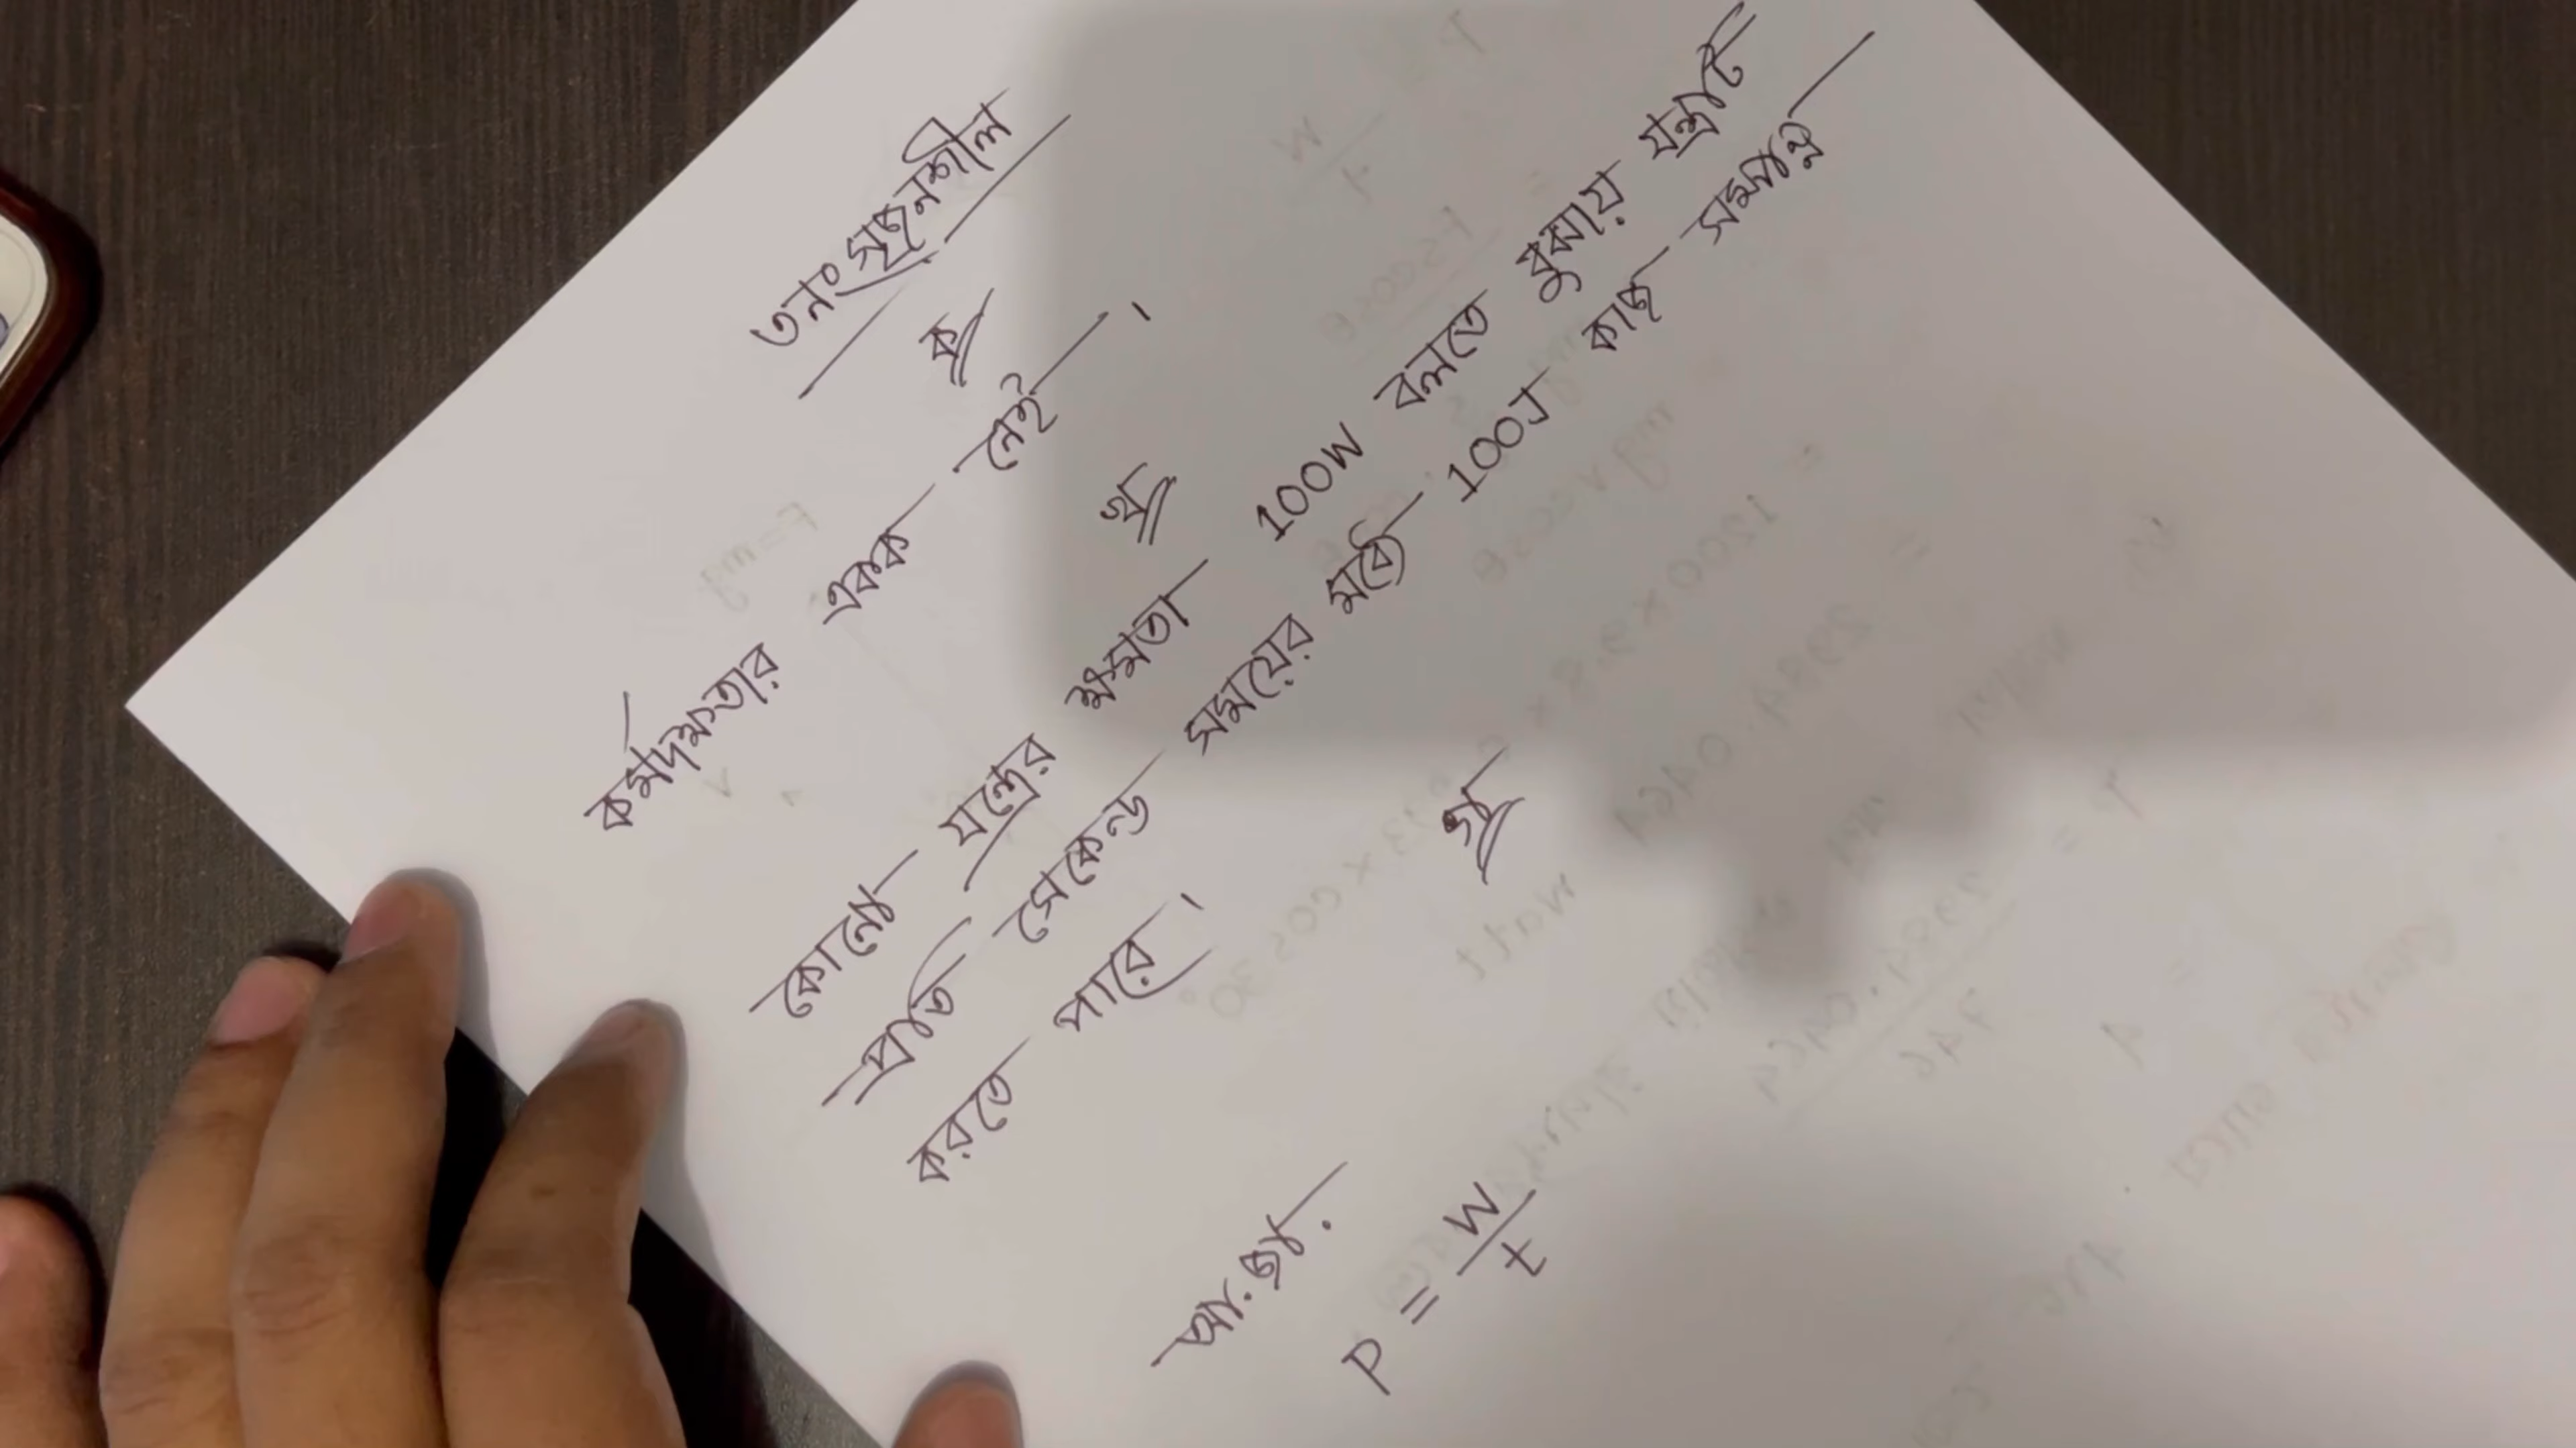 ৩নং সৃজনশীল
ক
কর্মদক্ষতার একক নেই।
খ
কোনো যন্ত্রের ক্ষমতা 100W বলতে বুঝায় যন্ত্রটি
প্রতি সেকেন্ড সময়ের মধ্যে 100J কাজ সম্পন্ন
করতে পারে।
গ
আ.জা.
P = W/t